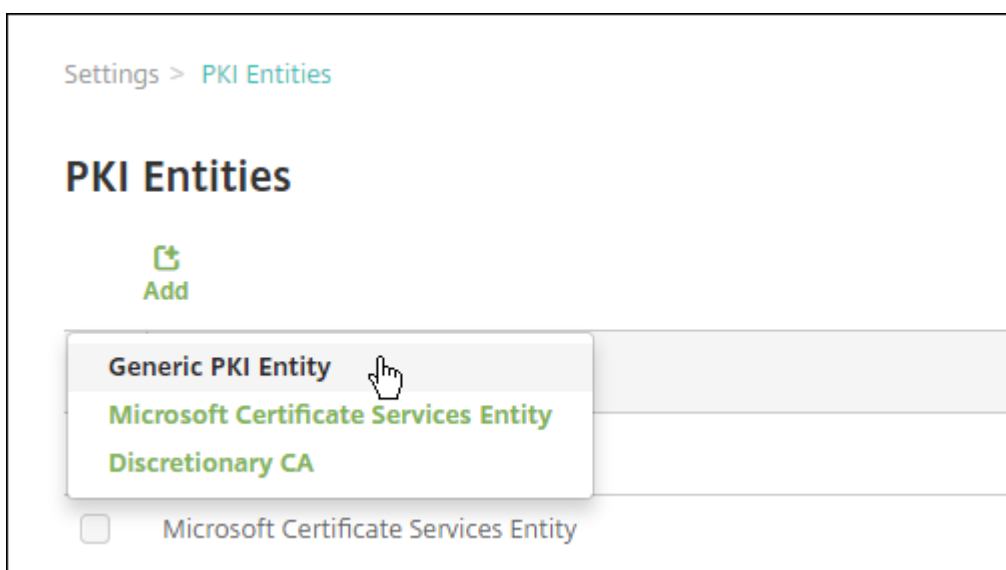 Settings > PKI Entities
PKI Entities
Add
Generic PKI Entity
Microsoft Certificate Services Entity
Discretionary CA
Microsoft Certificate Services Entity